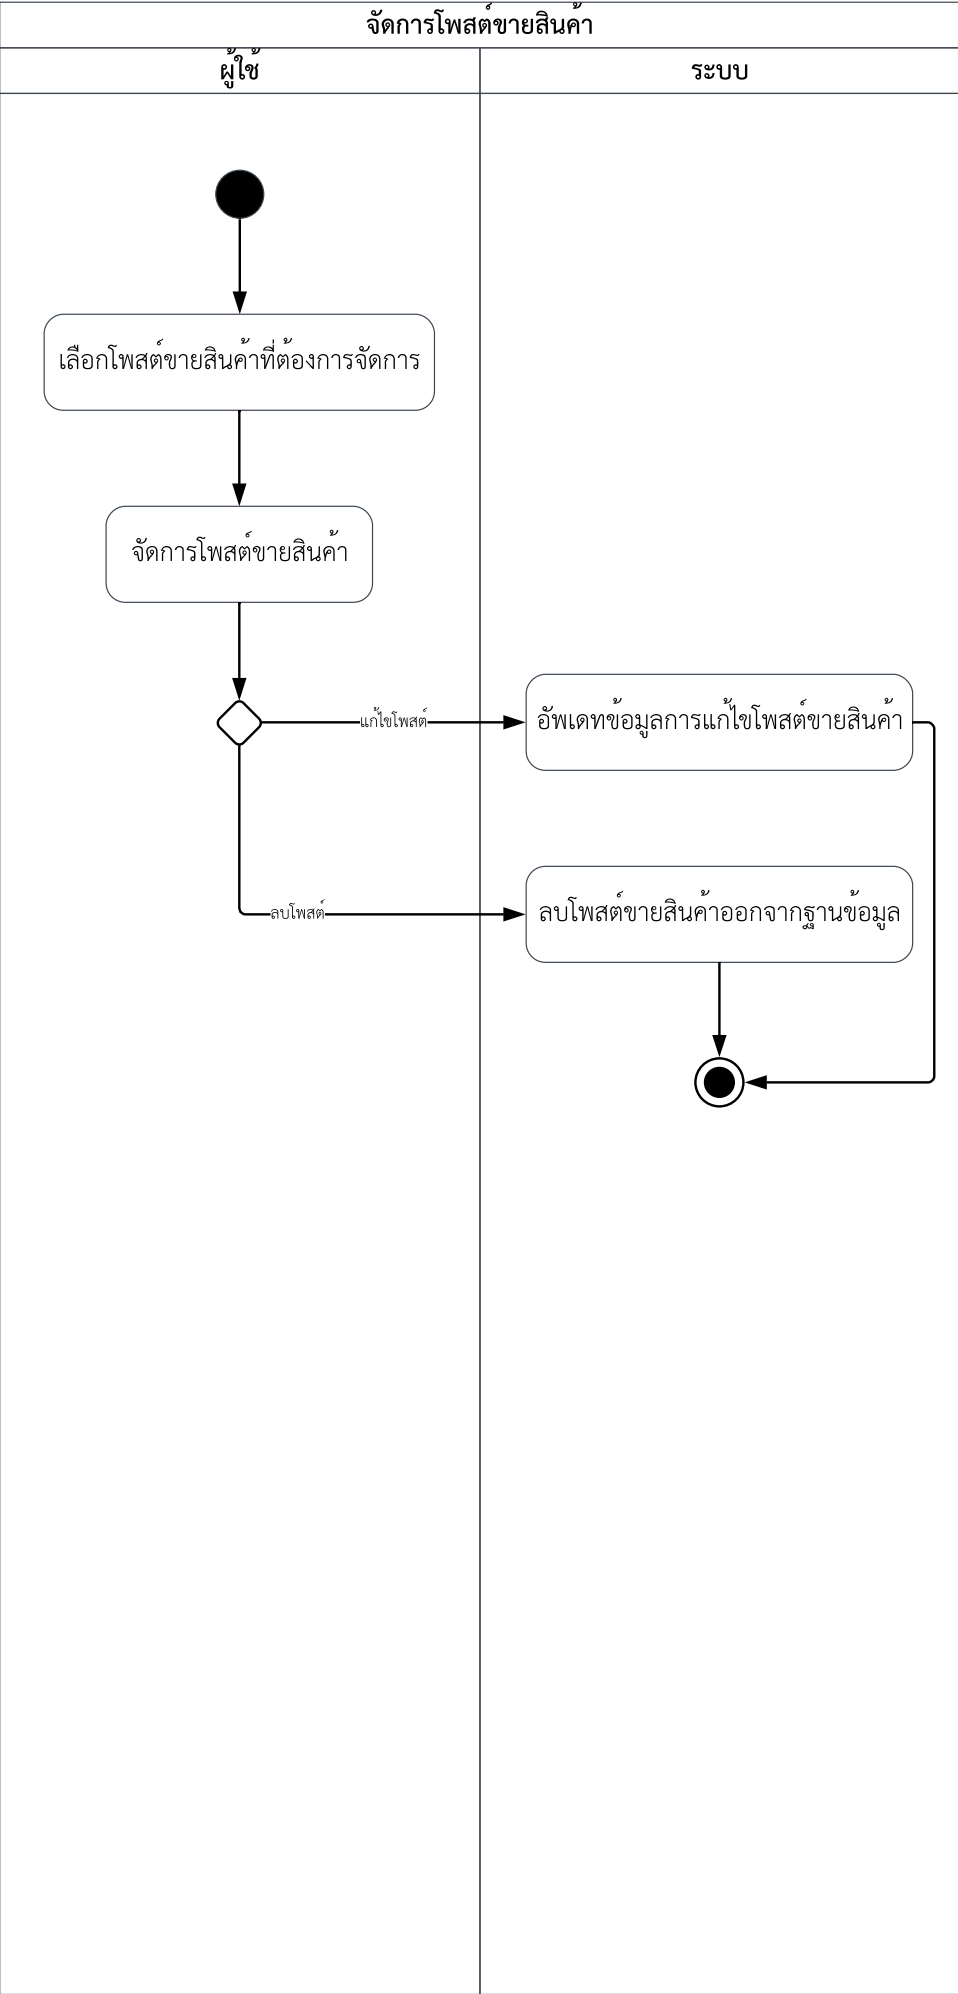 จัดการโพสต์ขายสินค้า
ผู้ใช้
ระบบ
เลือกโพสต์ขายสินค้าที่ต้องการจัดการ
จัดการโพสต์ขายสินค้า
แก้ไขโพสต์
อัพเดทข้อมูลการแก้ไขโพสต์ขายสินค้า
ลบโพสต์
ลบโพสต์ขายสินค้าออกจากฐานข้อมูล